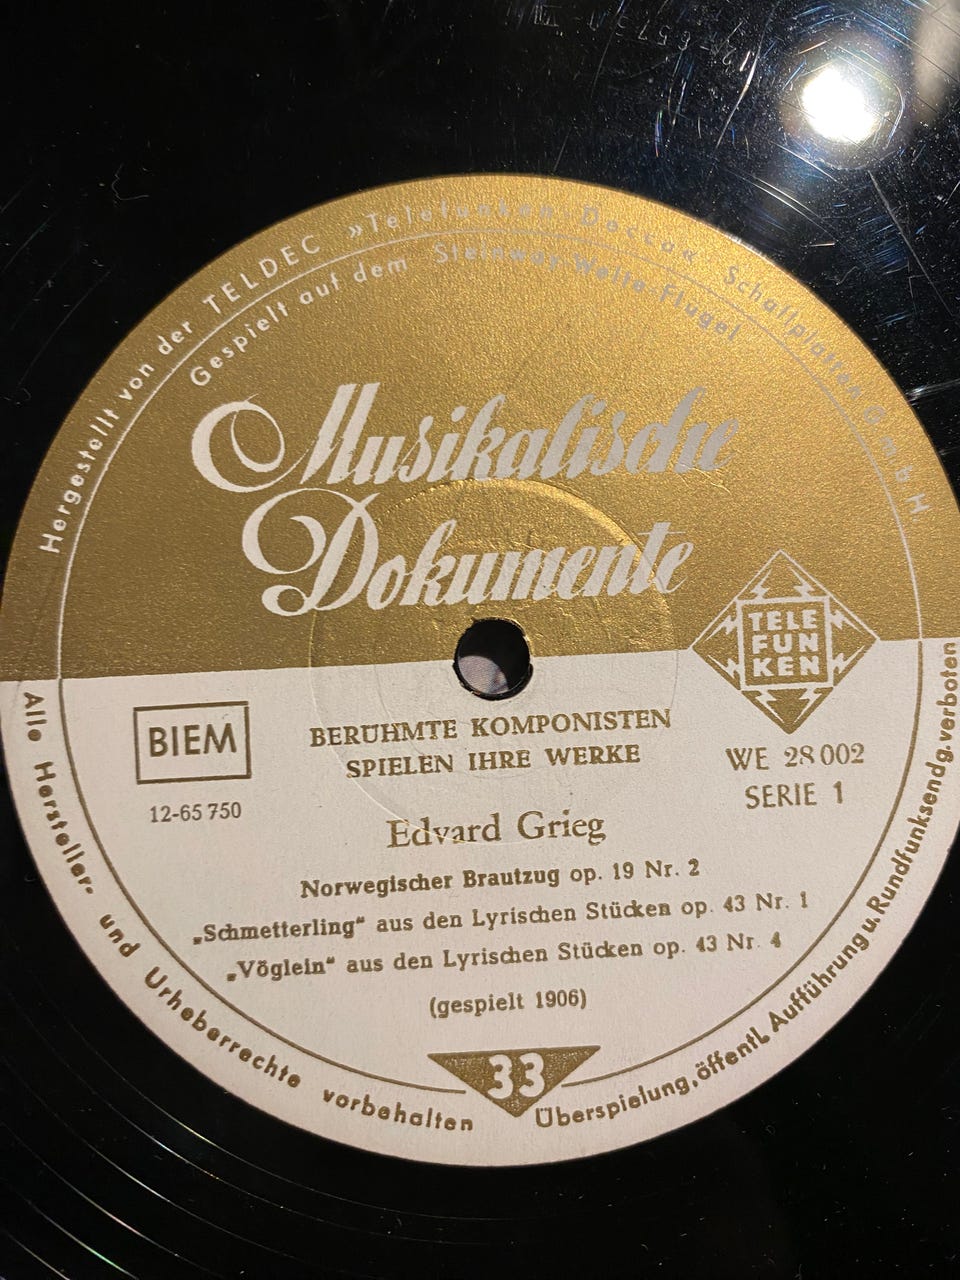 Hergestellt von der TELDEC »Telefunken-Decca« Schallplatten GmbH
Gespielt auf dem Steinway-Welte-Flügel
Musikalische
Dokumente
TELE
FUN
KEN
BIEM
12-65 750
BERÜHMTE KOMPONISTEN
SPIELEN IHRE WERKE
WE 28 002
SERIE 1
Edvard Grieg
Norwegischer Brautzug op. 19 Nr. 2
„Schmetterling“ aus den Lyrischen Stücken op. 43 Nr. 1
„Vöglein“ aus den Lyrischen Stücken op. 43 Nr. 4
(gespielt 1906)
33
Alle Hersteller- und Urheberrechte vorbehalten
Überspielung, öffentl. Aufführung u. Rundfunksendg. verboten